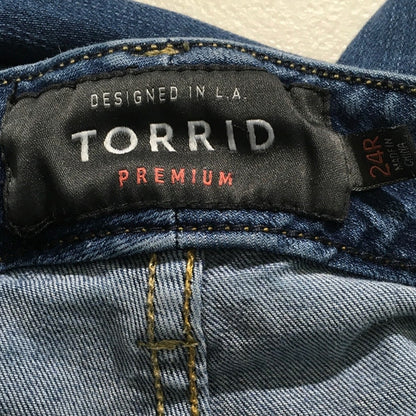 DESIGNED IN L.A.
TORRID
PREMIUM
24R